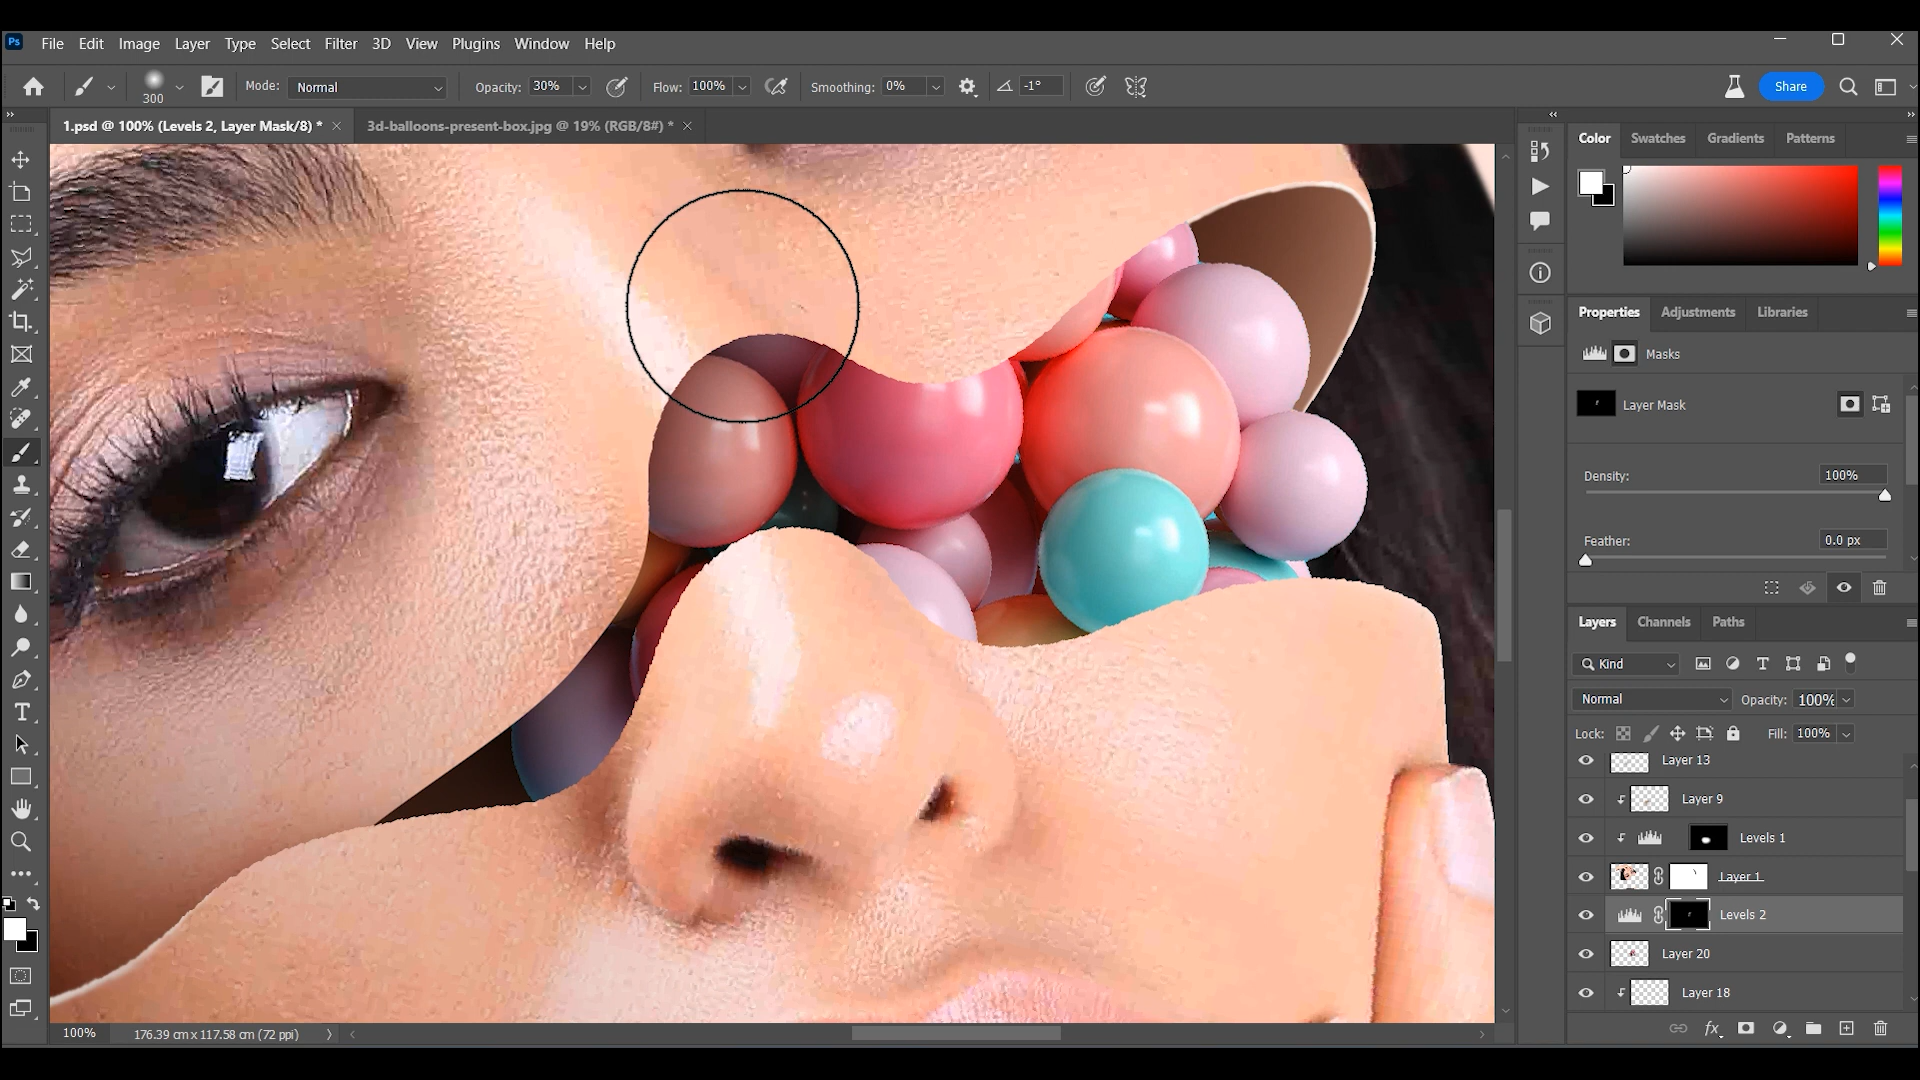 Ps File Edit Image Layer Type Select Filter 3D View Plugins Window Help
300 Mode: Normal Opacity: 30% Flow: 100% Smoothing: 0% -1° Share
1.psd @ 100% (Levels 2, Layer Mask/8) * 3d-balloons-present-box.jpg @ 19% (RGB/8#) *
Color Swatches Gradients Patterns
Properties Adjustments Libraries
Masks
Layer Mask
Density: 100%
Feather: 0.0 px
Layers Channels Paths
Kind
Normal Opacity: 100%
Lock: Fill: 100%
Layer 13
Layer 9
Levels 1
Layer 1
Levels 2
Layer 20
Layer 18
fx
100% 176.39 cm x 117.58 cm (72 ppi)